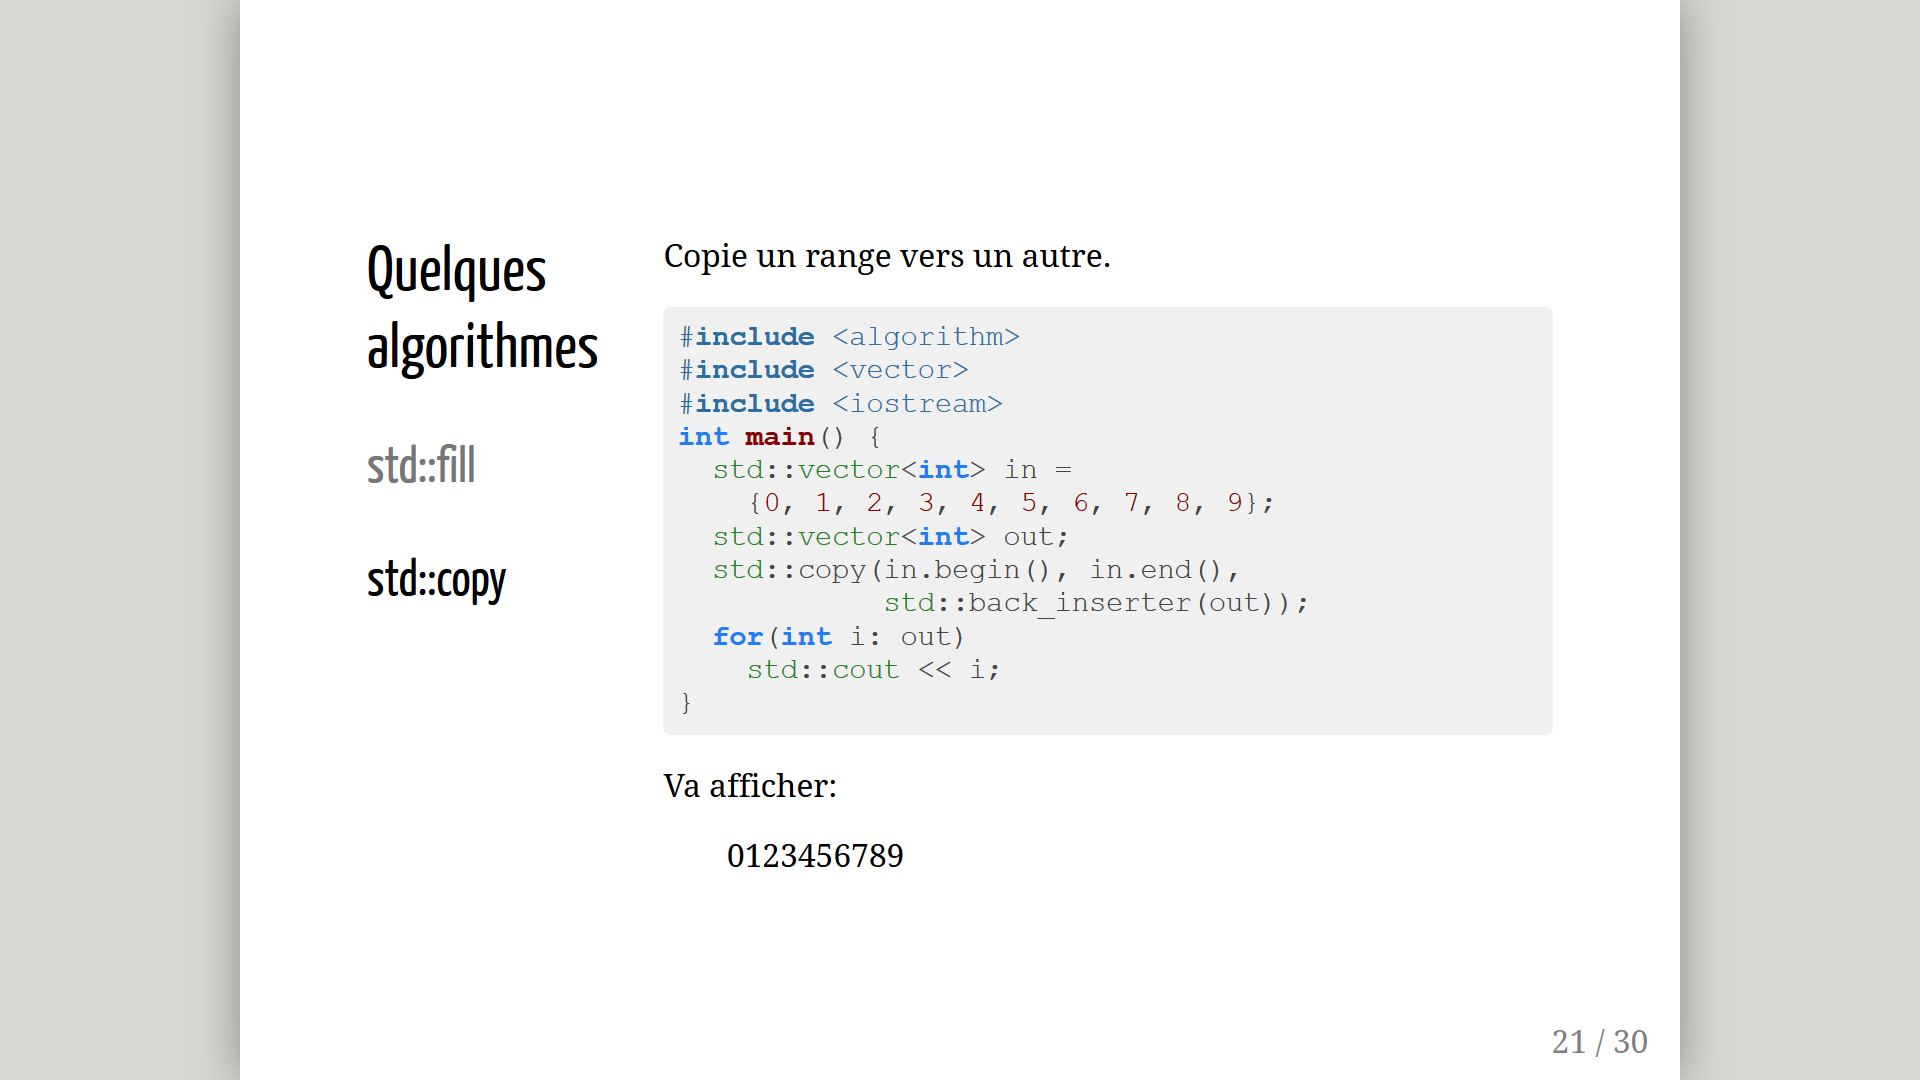 Quelques
algorithmes
std::fill
std::copy
Copie un range vers un autre.
#include <algorithm>
#include <vector>
#include <iostream>
int main() {
  std::vector<int> in =
    {0, 1, 2, 3, 4, 5, 6, 7, 8, 9};
  std::vector<int> out;
  std::copy(in.begin(), in.end(),
            std::back_inserter(out));
  for(int i: out)
    std::cout << i;
}
Va afficher:
0123456789
21 / 30